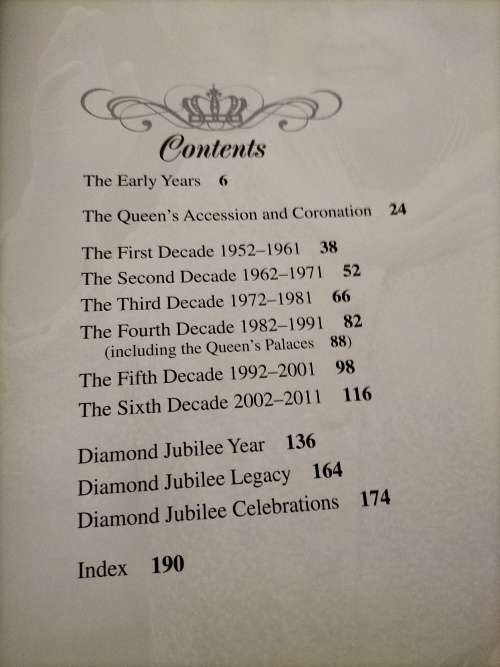 Contents
The Early Years 6
The Queen's Accession and Coronation 24
The First Decade 1952–1961 38
The Second Decade 1962–1971 52
The Third Decade 1972–1981 66
The Fourth Decade 1982–1991 82
(including the Queen's Palaces 88)
The Fifth Decade 1992–2001 98
The Sixth Decade 2002–2011 116
Diamond Jubilee Year 136
Diamond Jubilee Legacy 164
Diamond Jubilee Celebrations 174
Index 190